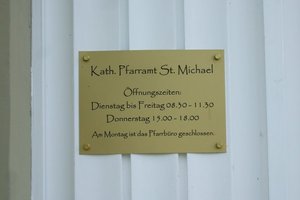 Kath. Pfarramt St. Michael
Öffnungszeiten:
Dienstag bis Freitag 08.30 - 11.30
Donnerstag 15.00 - 18.00
Am Montag ist das Pfarrbüro geschlossen.